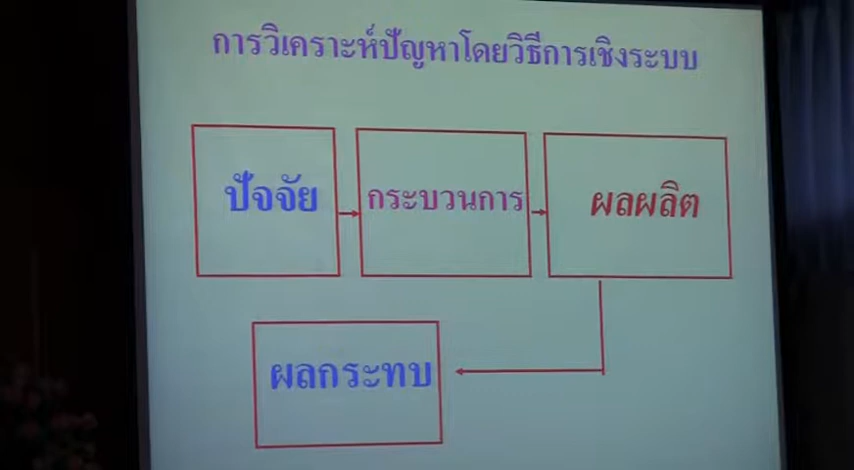 การวิเคราะห์ปัญหาโดยวิธีการเชิงระบบ
ปัจจัย
กระบวนการ
ผลผลิต
ผลกระทบ